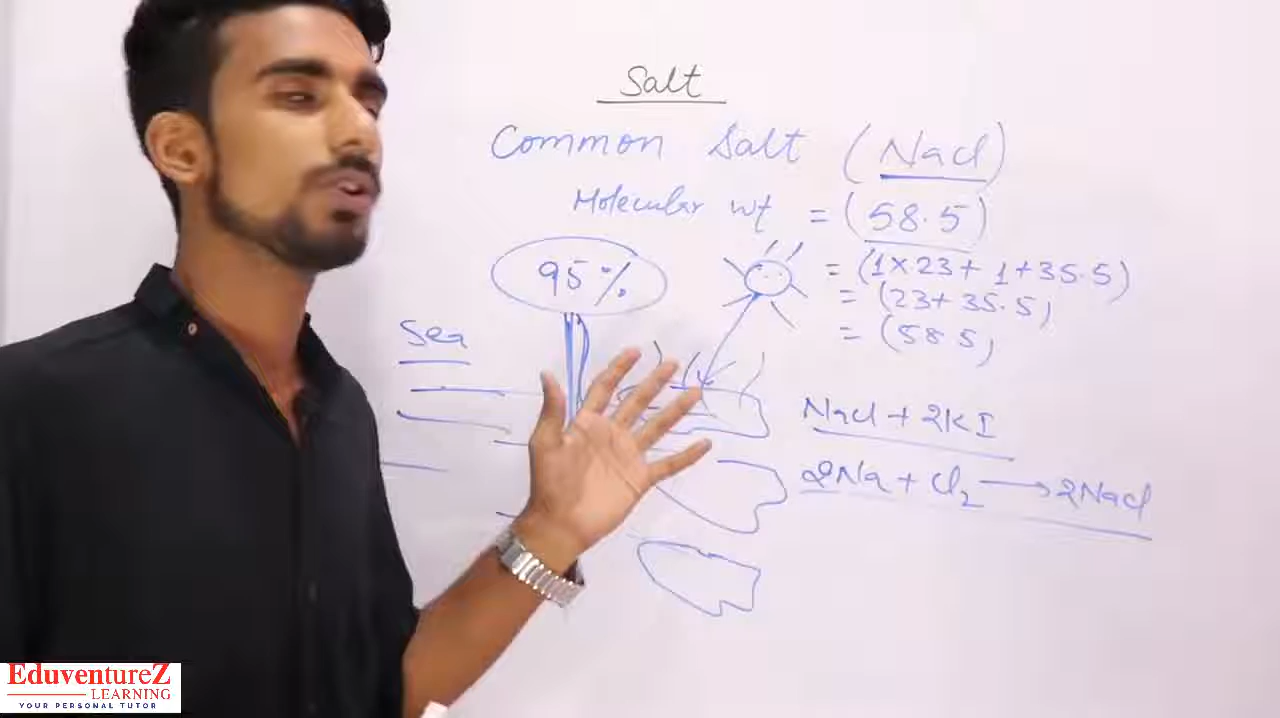 Salt
Common Salt (Nacl)
Molecular wt = (58.5)
95%
= (1×23+1+35.5)
= (23+35.5)
= (58.5)
Sea
Nacl + 2KI
2Na + Cl₂ → 2Nacl
EduventureZ
LEARNING
YOUR PERSONAL TUTOR